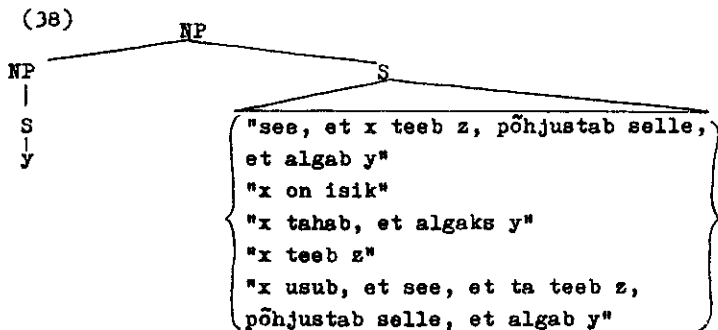 (38)
NP
NP S
S
y
"see, et x teeb z, põhjustab selle,
et algab y"
"x on isik"
"x tahab, et algaks y"
"x teeb z"
"x usub, et see, et ta teeb z,
põhjustab selle, et algab y"